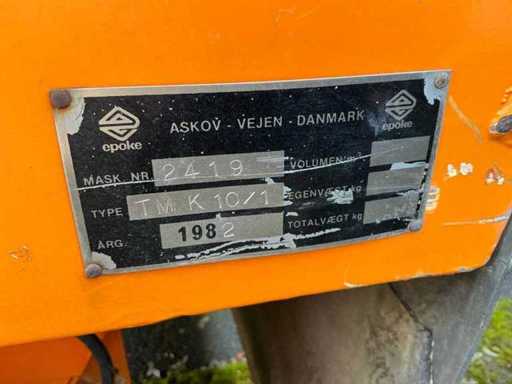 epoke ASKOV - VEJEN - DANMARK epoke
MASK. NR. 2419 VOLUMEN m³
TYPE TM K 10/1 EGENVÆGT kg
ÅRG. 1982 TOTALVÆGT kg